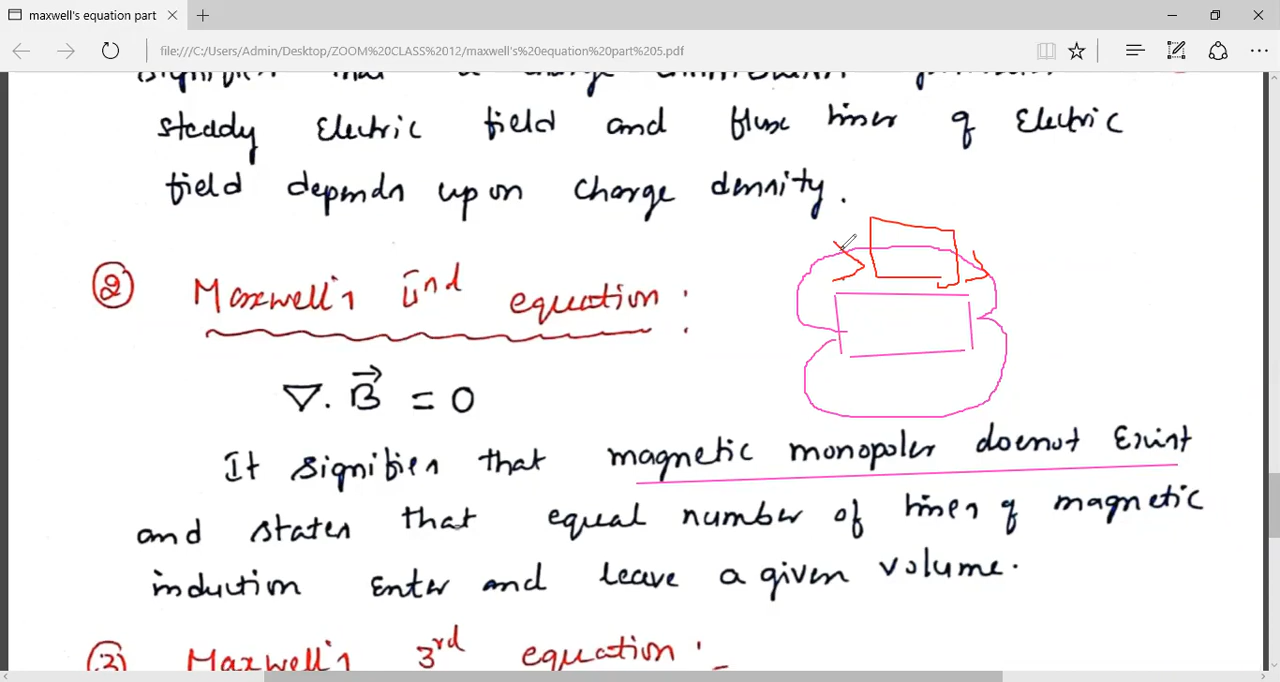 maxwell's equation part
file:///C:/Users/Admin/Desktop/ZOOM%20CLASS%2012/maxwell's%20equation%20part%205.pdf
signifies that a charge
steady Electric field and flux lines of Electric
field depends upon charge density.
② Maxwell's IInd equation :
∇. B⃗ = 0
It signifies that magnetic monopoles doesnot Exist
and states that equal number of lines of magnetic
induction Enter and leave a given volume.
③ Maxwell's 3rd equation :-